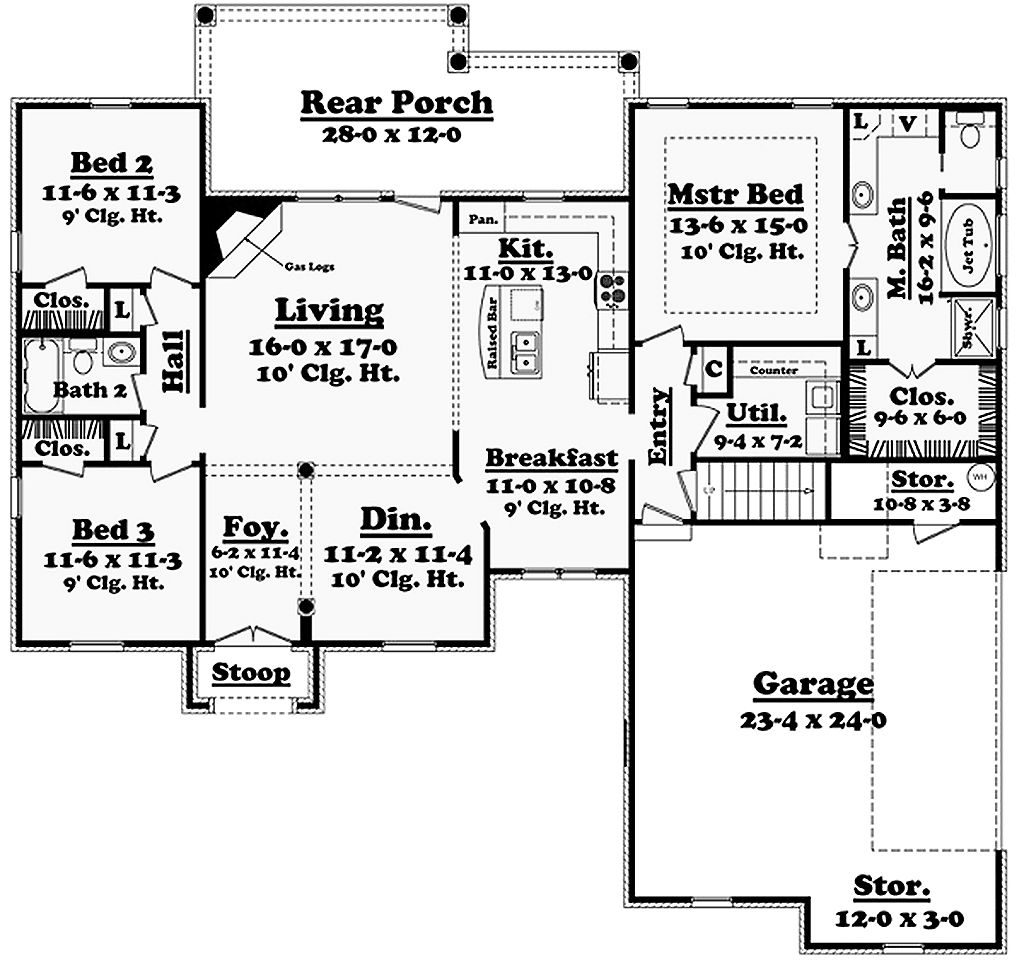 Rear Porch
28-0 x 12-0
Bed 2
11-6 x 11-3
9' Clg. Ht.
Mstr Bed
13-6 x 15-0
10' Clg. Ht.
L
V
M. Bath
16-2 x 9-6
Jet Tub
Shwr.
L
Pan.
Kit.
11-0 x 13-0
Raised Bar
Gas Logs
Living
16-0 x 17-0
10' Clg. Ht.
Clos.
L
Hall
Bath 2
Clos.
L
C
Counter
Util.
9-4 x 7-2
Entry
Clos.
9-6 x 6-0
Breakfast
11-0 x 10-8
9' Clg. Ht.
UP
Stor.
10-8 x 3-8
WH
Bed 3
11-6 x 11-3
9' Clg. Ht.
Foy.
6-2 x 11-4
10' Clg. Ht.
Din.
11-2 x 11-4
10' Clg. Ht.
Stoop
Garage
23-4 x 24-0
Stor.
12-0 x 3-0